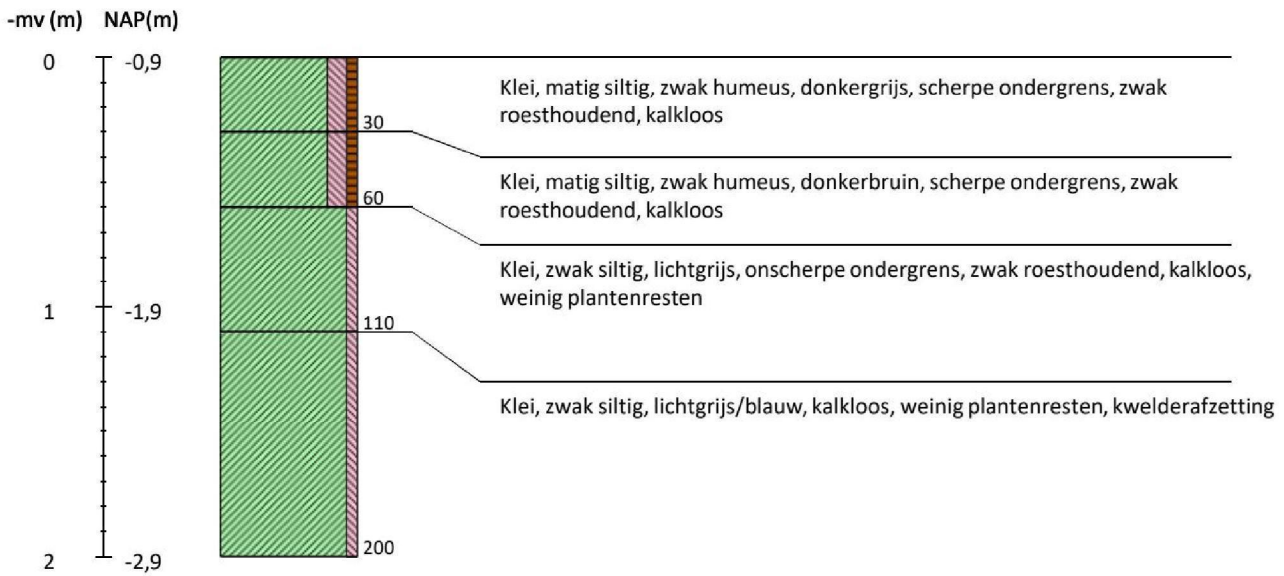 -mv (m) NAP(m)
0 -0,9
Klei, matig siltig, zwak humeus, donkergrijs, scherpe ondergrens, zwak
roesthoudend, kalkloos
30
Klei, matig siltig, zwak humeus, donkerbruin, scherpe ondergrens, zwak
roesthoudend, kalkloos
60
Klei, zwak siltig, lichtgrijs, onscherpe ondergrens, zwak roesthoudend, kalkloos,
weinig plantenresten
1 -1,9
110
Klei, zwak siltig, lichtgrijs/blauw, kalkloos, weinig plantenresten, kwelderafzetting
200
2 -2,9